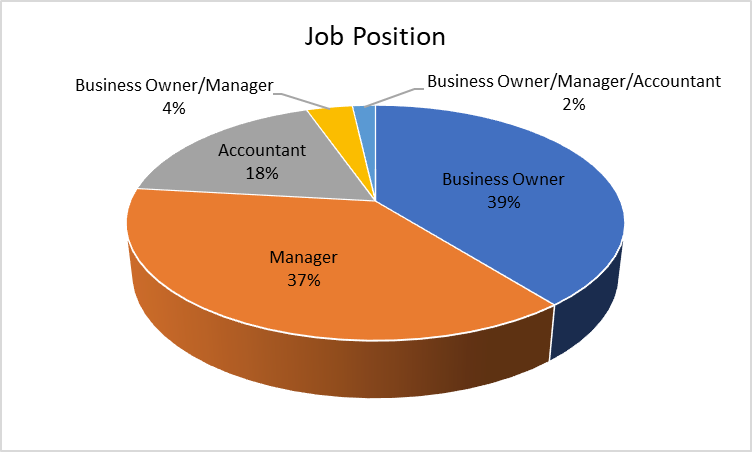 Job Position
Business Owner/Manager
4%
Business Owner/Manager/Accountant
2%
Accountant
18%
Business Owner
39%
Manager
37%